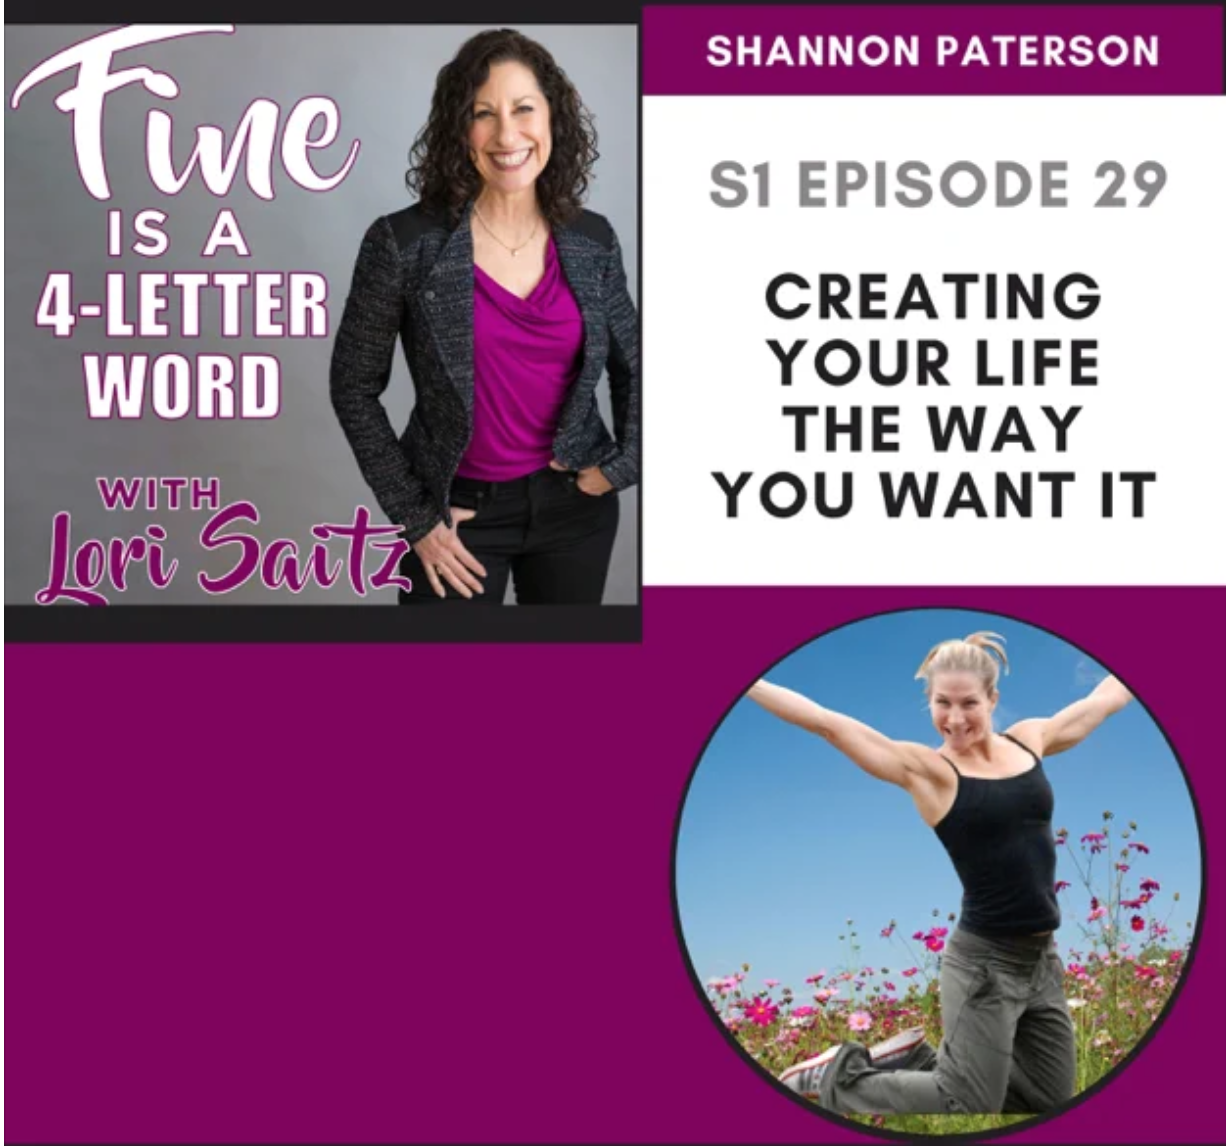 Fine
IS A
4-LETTER
WORD
WITH
Lori Saitz
SHANNON PATERSON
S1 EPISODE 29
CREATING
YOUR LIFE
THE WAY
YOU WANT IT